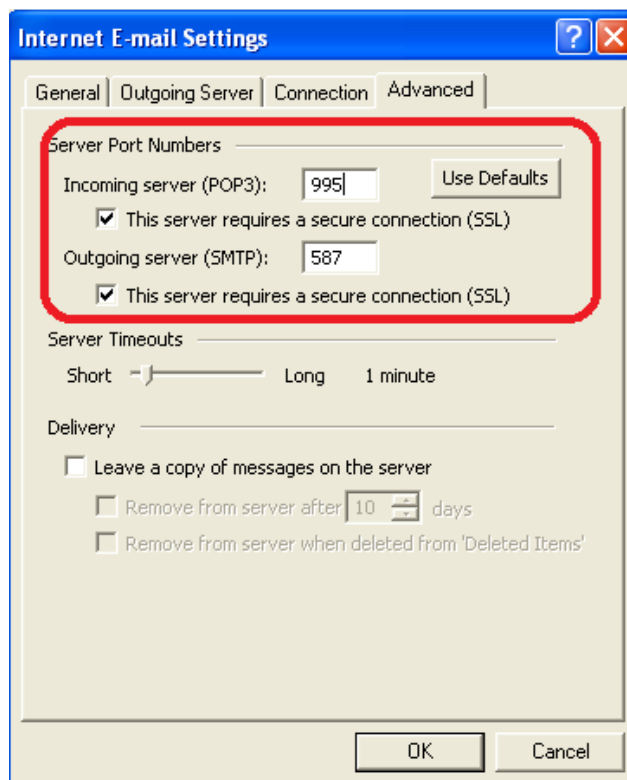 Internet E-mail Settings
General Outgoing Server Connection Advanced
Server Port Numbers
Incoming server (POP3): 995 Use Defaults
This server requires a secure connection (SSL)
Outgoing server (SMTP): 587
This server requires a secure connection (SSL)
Server Timeouts
Short Long 1 minute
Delivery
Leave a copy of messages on the server
Remove from server after 10 days
Remove from server when deleted from 'Deleted Items'
OK Cancel